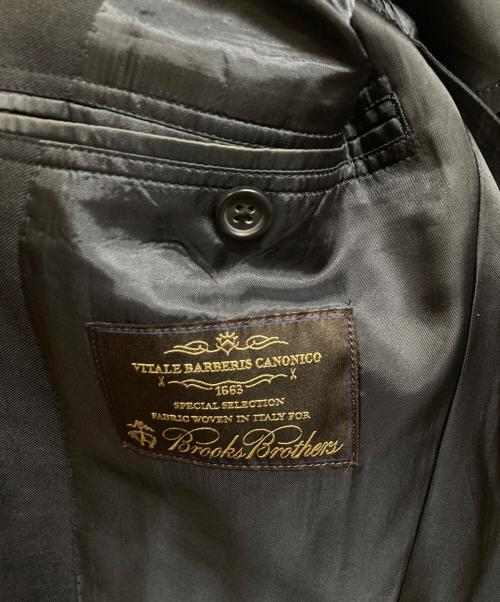 VITALE BARBERIS CANONICO
1663
SPECIAL SELECTION
FABRIC WOVEN IN ITALY FOR
Brooks Brothers